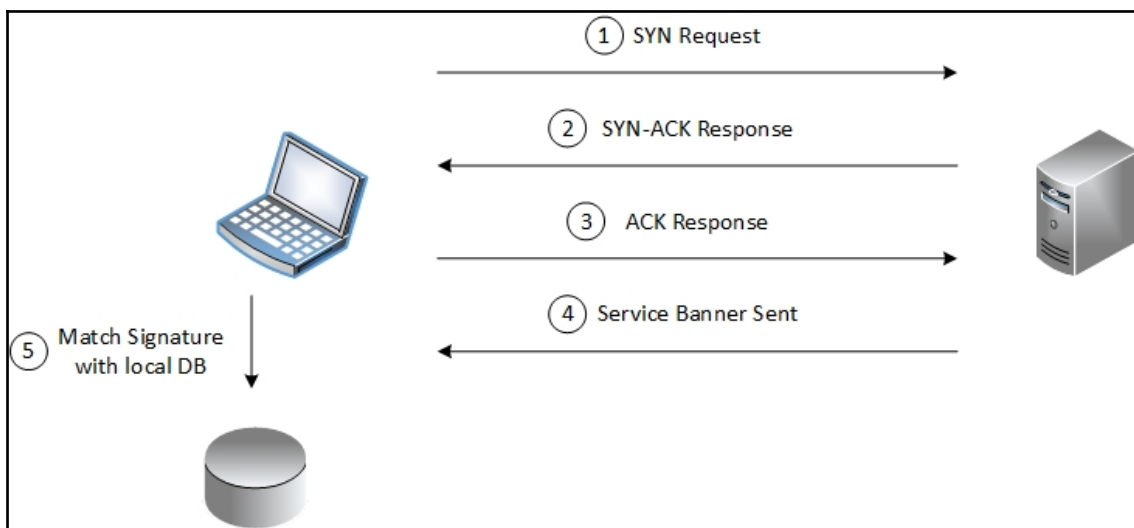 1 SYN Request
2 SYN-ACK Response
3 ACK Response
4 Service Banner Sent
5 Match Signature
with local DB